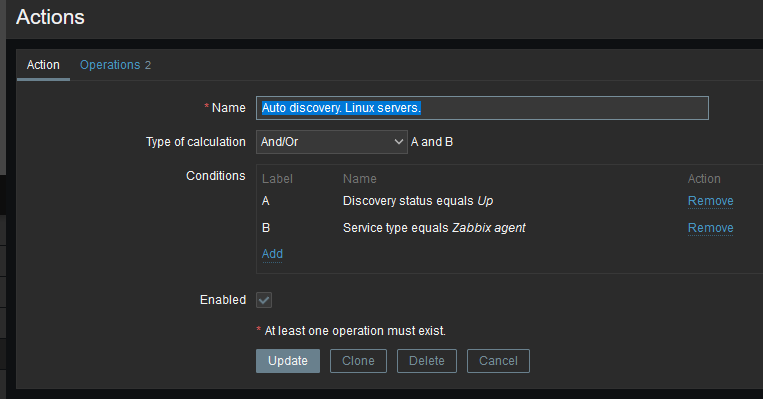 Actions
Action Operations 2
* Name Auto discovery. Linux servers.
Type of calculation And/Or A and B
Conditions Label Name Action
A Discovery status equals Up Remove
B Service type equals Zabbix agent Remove
Add
Enabled
* At least one operation must exist.
Update Clone Delete Cancel